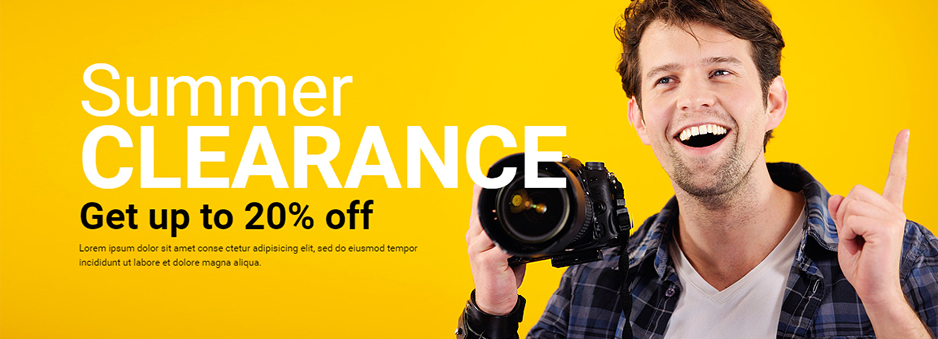 Summer
CLEARANCE
Get up to 20% off
Lorem ipsum dolor sit amet conse ctetur adipisicing elit, sed do eiusmod tempor
incididunt ut labore et dolore magna aliqua.